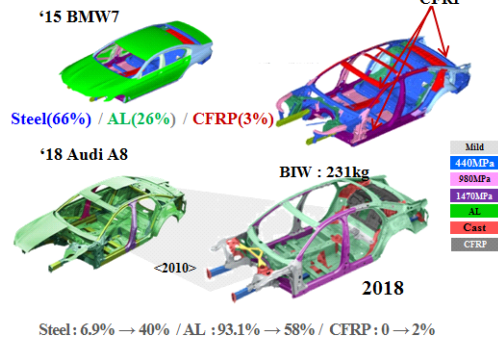 CFRP
‘15 BMW7
Steel(66%) / AL(26%) / CFRP(3%)
‘18 Audi A8
BIW : 231kg
Mild
440MPa
980MPa
1470MPa
AL
Cast
CFRP
<2010>
2018
Steel : 6.9% → 40% / AL : 93.1% → 58% / CFRP : 0 → 2%